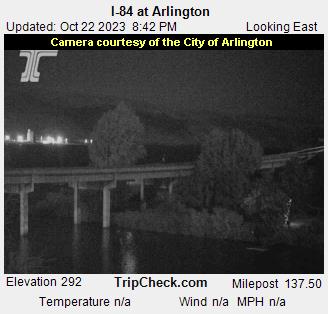 I-84 at Arlington
Updated: Oct 22 2023 8:42 PM Looking East
Camera courtesy of the City of Arlington
Elevation 292 TripCheck.com Milepost 137.50
Temperature n/a Wind n/a MPH n/a